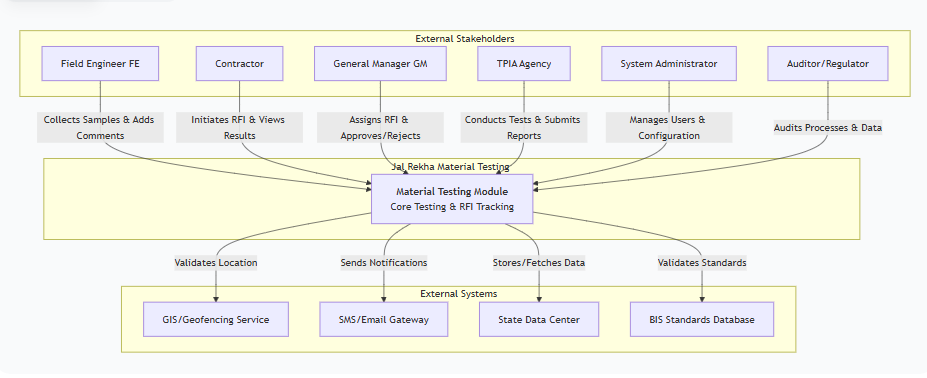 External Stakeholders
Field Engineer FE
Contractor
General Manager GM
TPIA Agency
System Administrator
Auditor/Regulator
Collects Samples & Adds
Comments
Initiates RFI & Views
Results
Assigns RFI &
Approves/Rejects
Conducts Tests & Submits
Reports
Manages Users &
Configuration
Audits Processes & Data
Jal Rekha Material Testing
Material Testing Module
Core Testing & RFI Tracking
Validates Location
Sends Notifications
Stores/Fetches Data
Validates Standards
External Systems
GIS/Geofencing Service
SMS/Email Gateway
State Data Center
BIS Standards Database